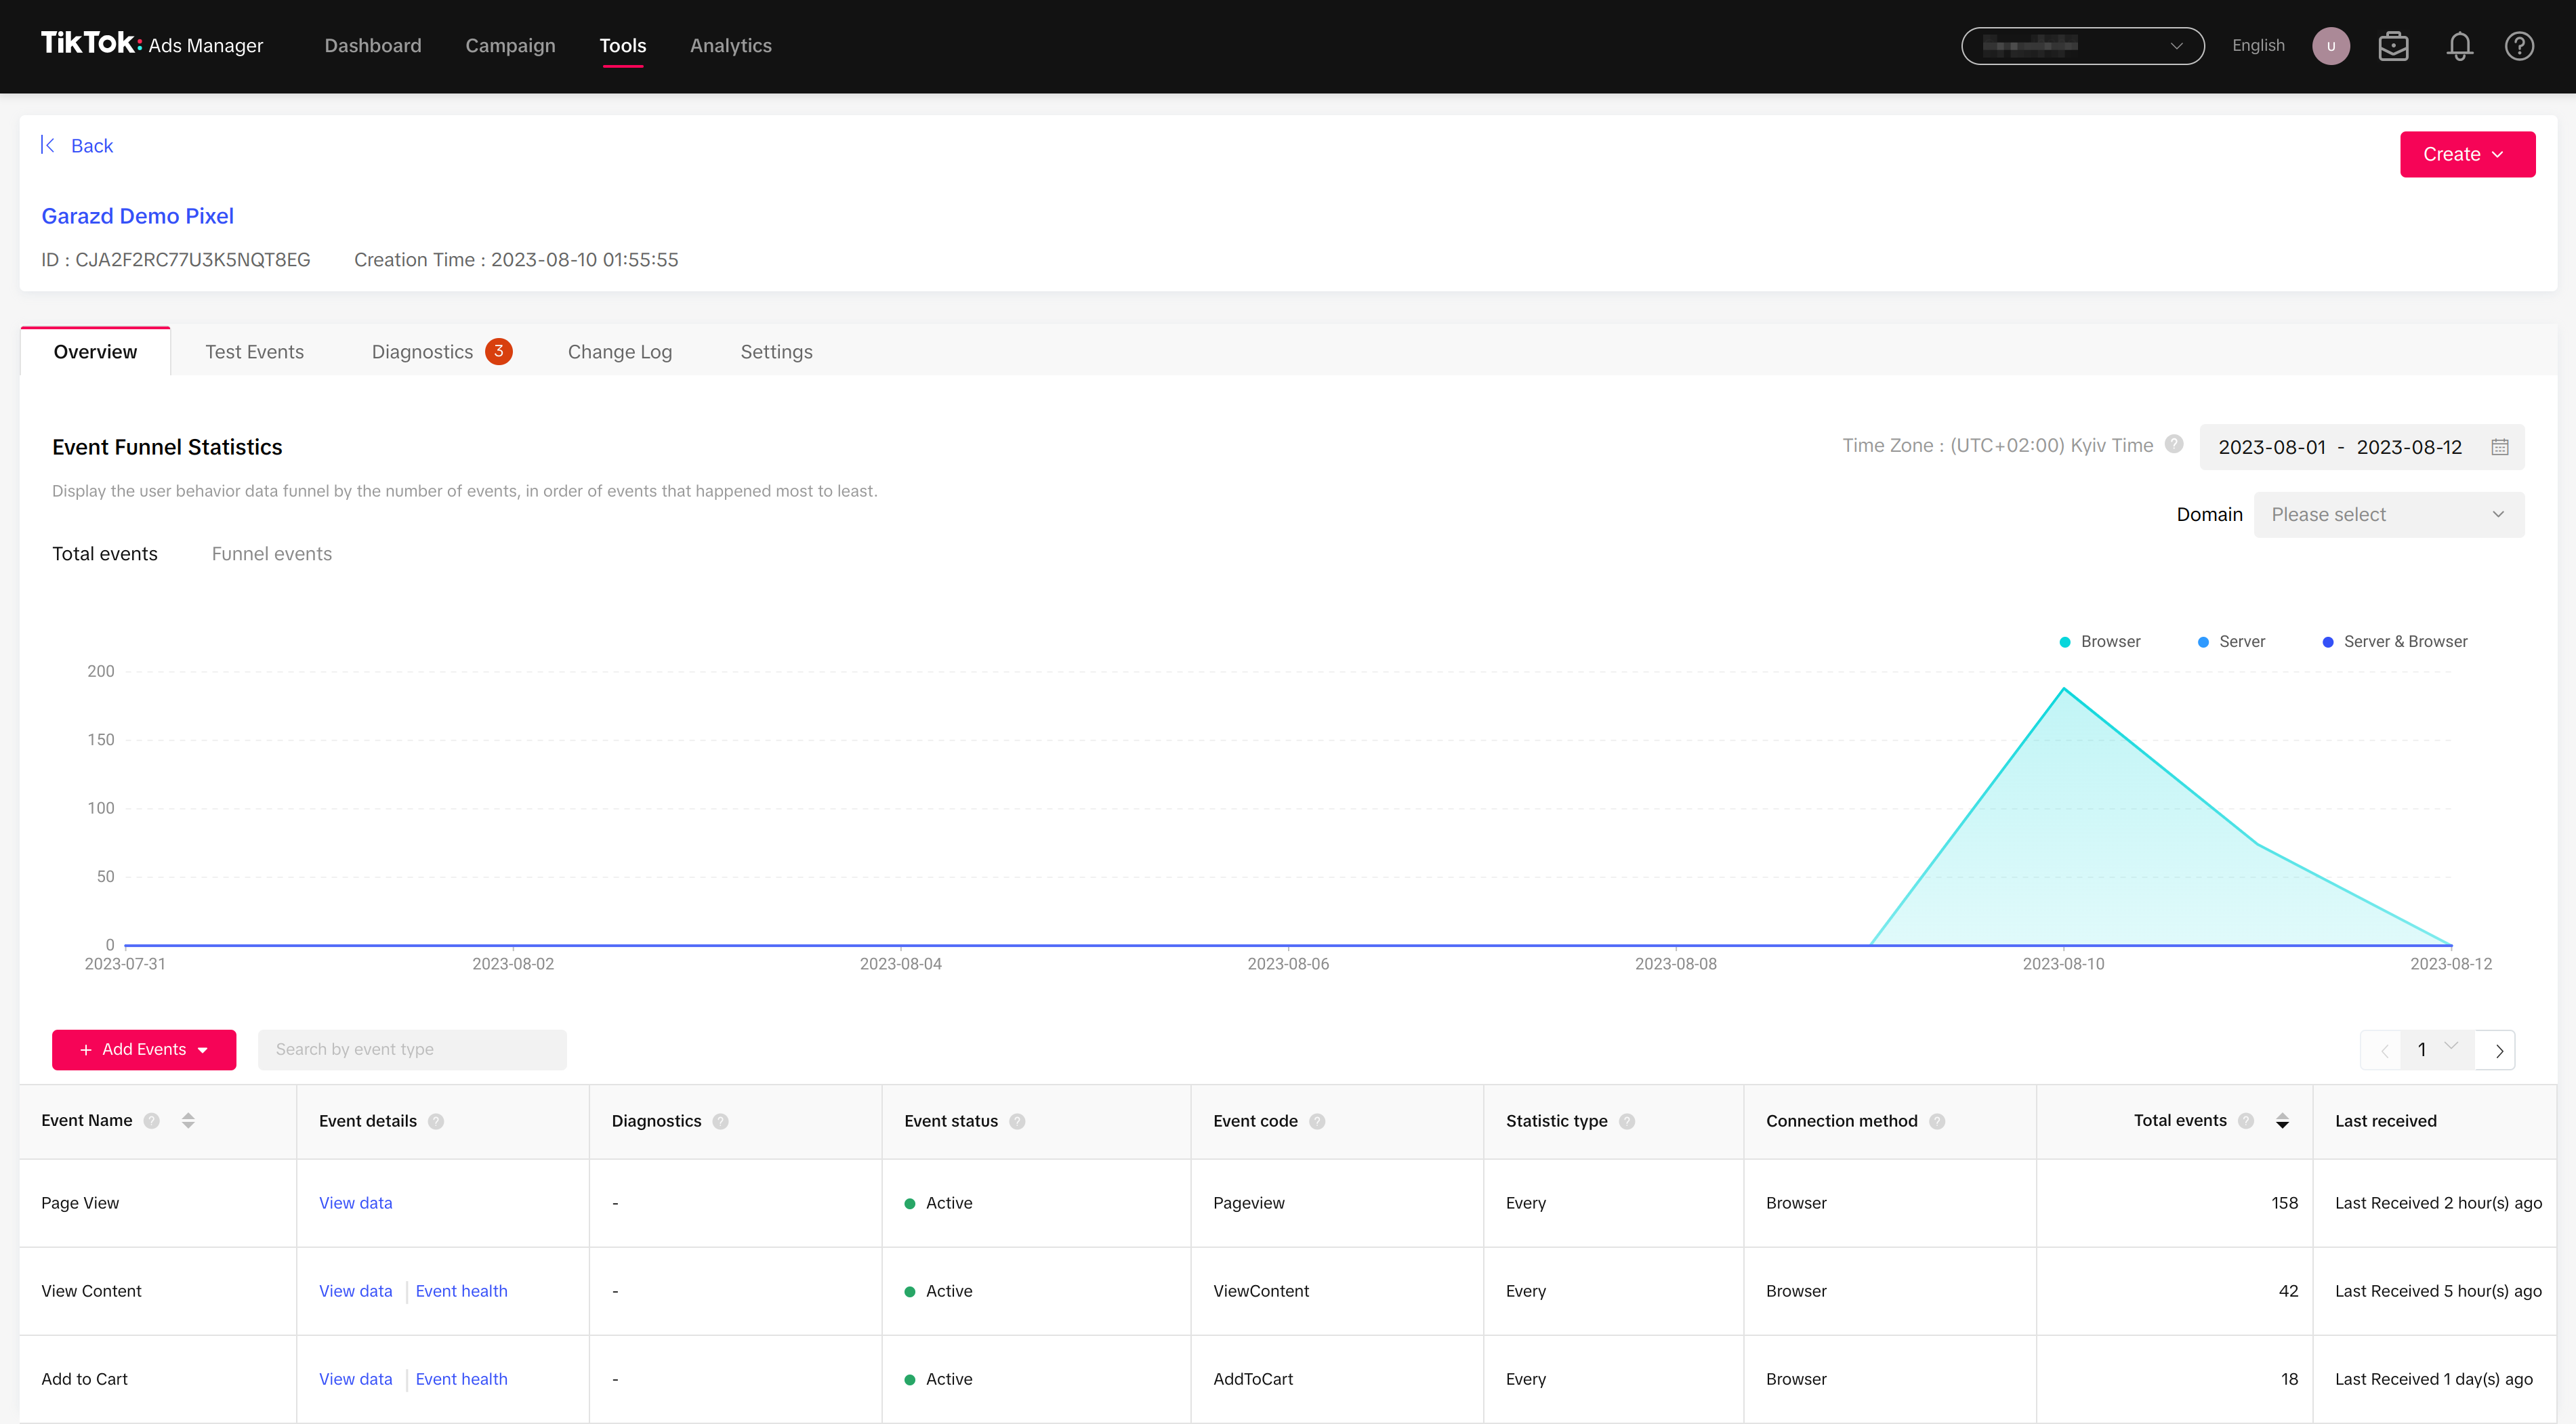 TikTok: Ads Manager Dashboard Campaign Tools Analytics English U
Back
Create
Garazd Demo Pixel
ID : CJA2F2RC77U3K5NQT8EG Creation Time : 2023-08-10 01:55:55
Overview Test Events Diagnostics 3 Change Log Settings
Event Funnel Statistics Time Zone : (UTC+02:00) Kyiv Time 2023-08-01 - 2023-08-12
Display the user behavior data funnel by the number of events, in order of events that happened most to least.
Domain Please select
Total events Funnel events
Browser Server Server & Browser
200
150
100
50
0
2023-07-31 2023-08-02 2023-08-04 2023-08-06 2023-08-08 2023-08-10 2023-08-12
+ Add Events Search by event type 1
Event Name Event details Diagnostics Event status Event code Statistic type Connection method Total events Last received
Page View View data - Active Pageview Every Browser 158 Last Received 2 hour(s) ago
View Content View data Event health - Active ViewContent Every Browser 42 Last Received 5 hour(s) ago
Add to Cart View data Event health - Active AddToCart Every Browser 18 Last Received 1 day(s) ago